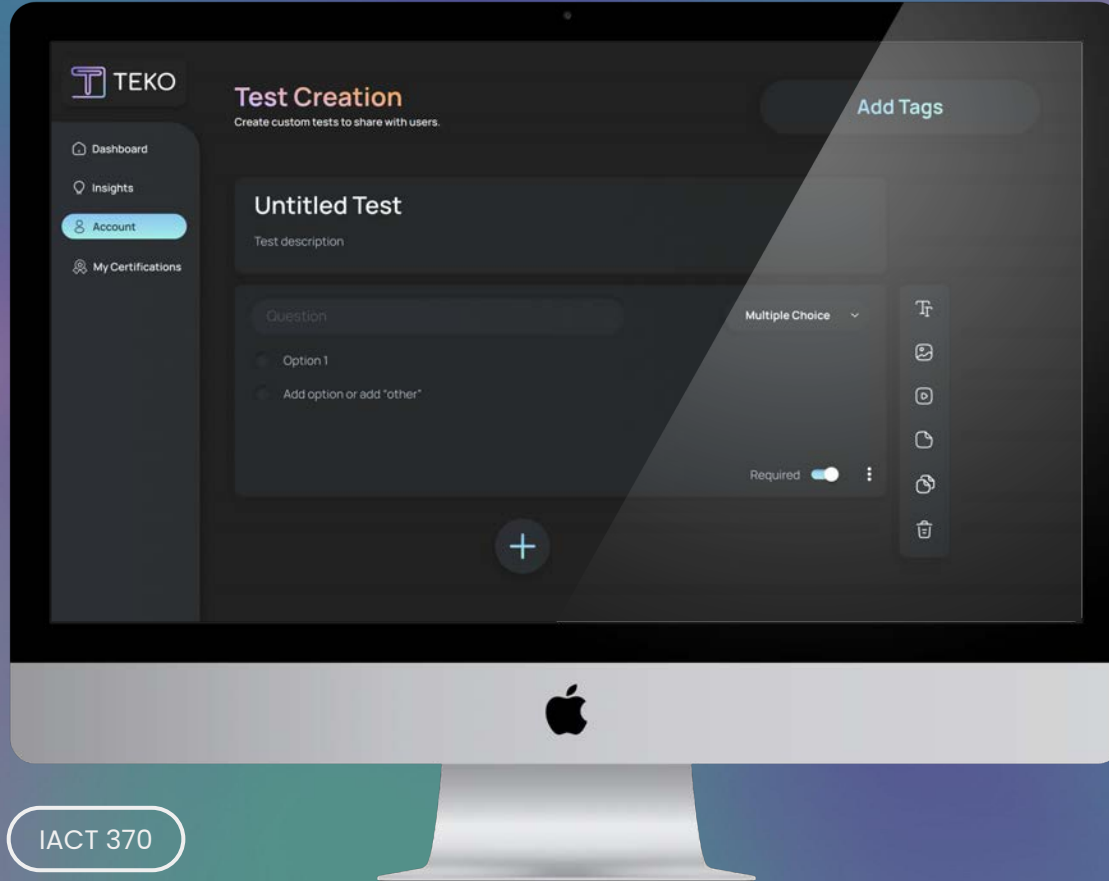 TEKO
Test Creation
Create custom tests to share with users.
Add Tags
Dashboard
Insights
Account
My Certifications
Untitled Test
Test description
Question
Multiple Choice
Option 1
Add option or add "other"
Required
IACT 370